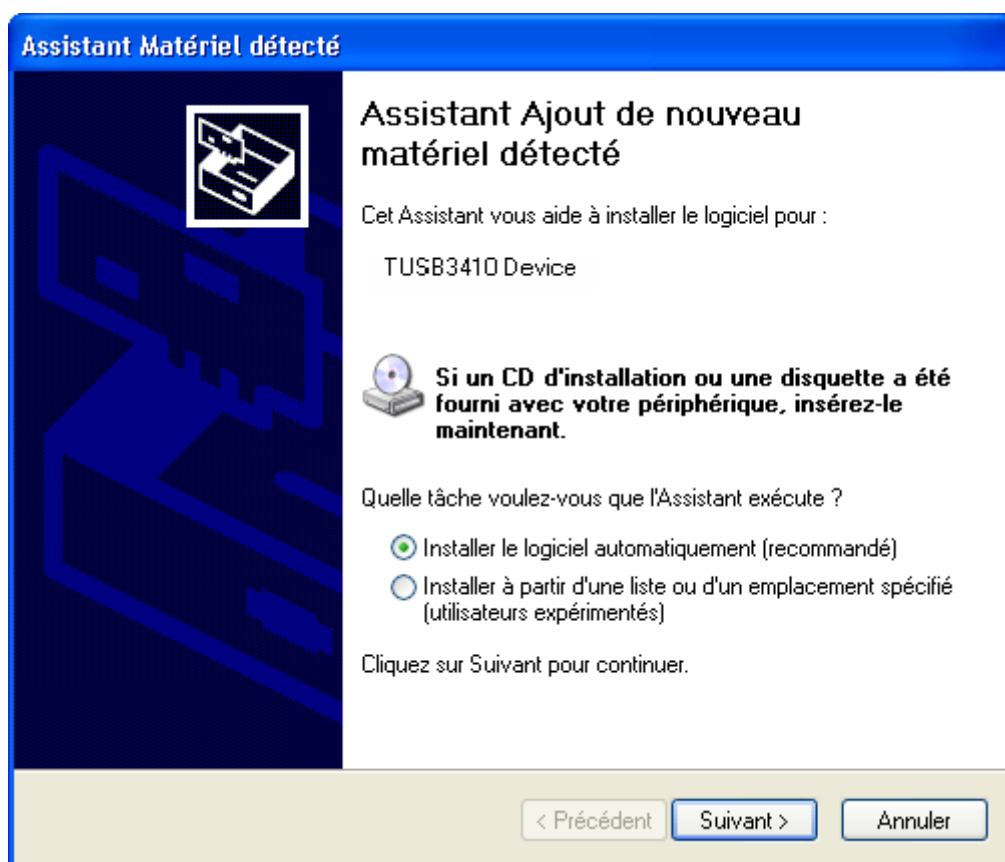 Assistant Matériel détecté
Assistant Ajout de nouveau
matériel détecté
Cet Assistant vous aide à installer le logiciel pour :
TUSB3410 Device
Si un CD d'installation ou une disquette a été
fourni avec votre périphérique, insérez-le
maintenant.
Quelle tâche voulez-vous que l'Assistant exécute ?
Installer le logiciel automatiquement (recommandé)
Installer à partir d'une liste ou d'un emplacement spécifié
(utilisateurs expérimentés)
Cliquez sur Suivant pour continuer.
< Précédent
Suivant >
Annuler